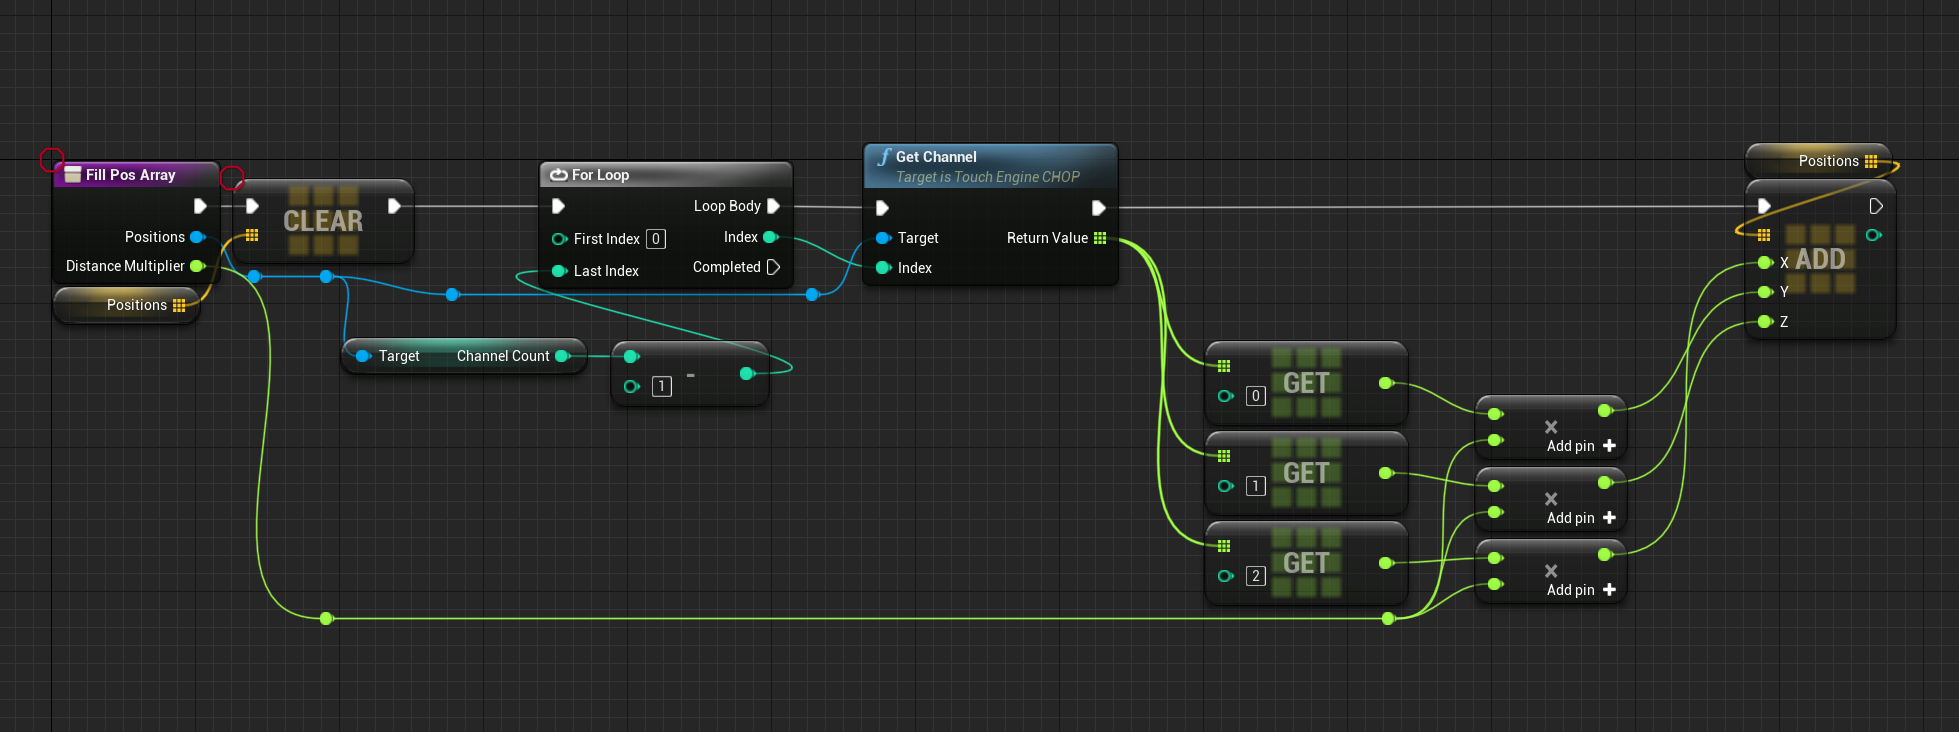 Fill Pos Array
Positions
Distance Multiplier
Positions
CLEAR
Target
Channel Count
-
1
For Loop
Loop Body
First Index
0
Index
Last Index
Completed
f
Get Channel
Target is Touch Engine CHOP
Target
Return Value
Index
GET
0
GET
1
GET
2
×
Add pin +
×
Add pin +
×
Add pin +
Positions
ADD
X
Y
Z